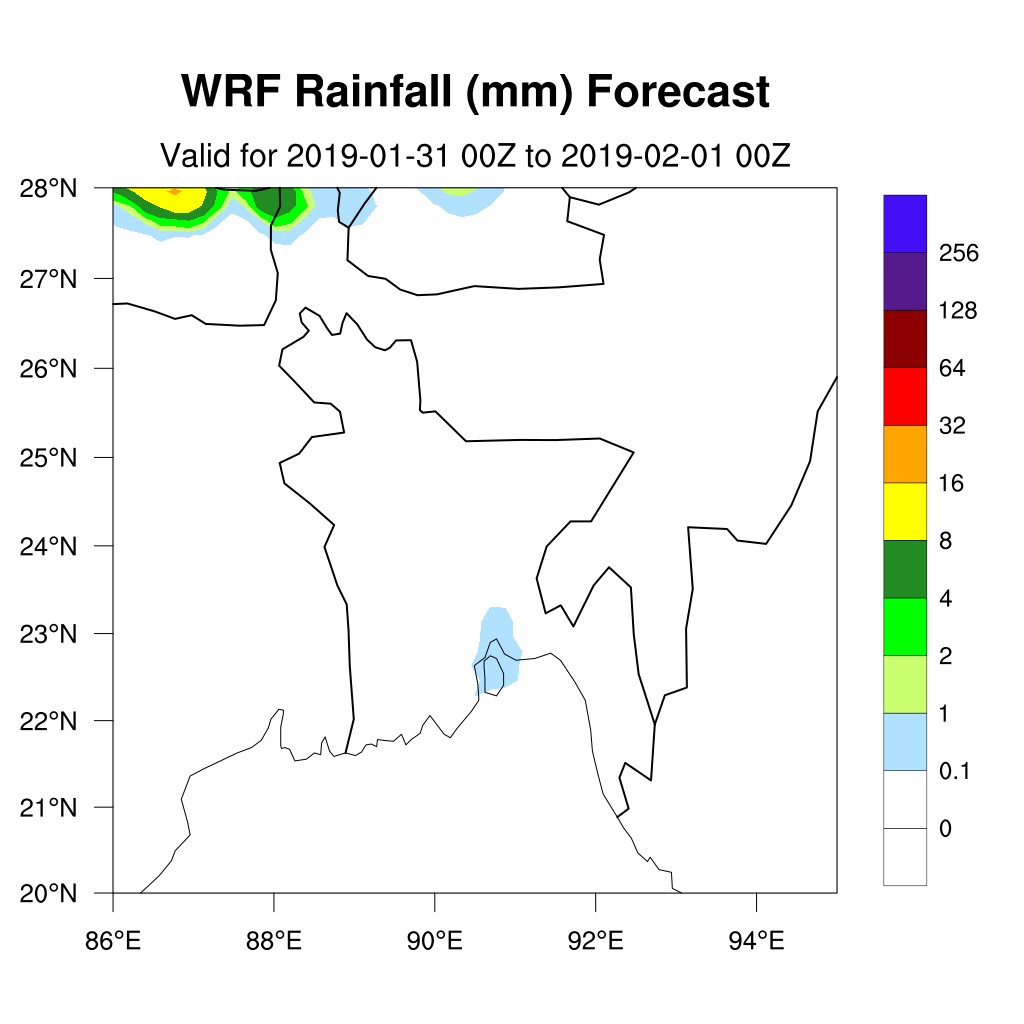 WRF Rainfall (mm) Forecast
Valid for 2019-01-31 00Z to 2019-02-01 00Z
28°N
27°N
26°N
25°N
24°N
23°N
22°N
21°N
20°N
86°E
88°E
90°E
92°E
94°E
256
128
64
32
16
8
4
2
1
0.1
0